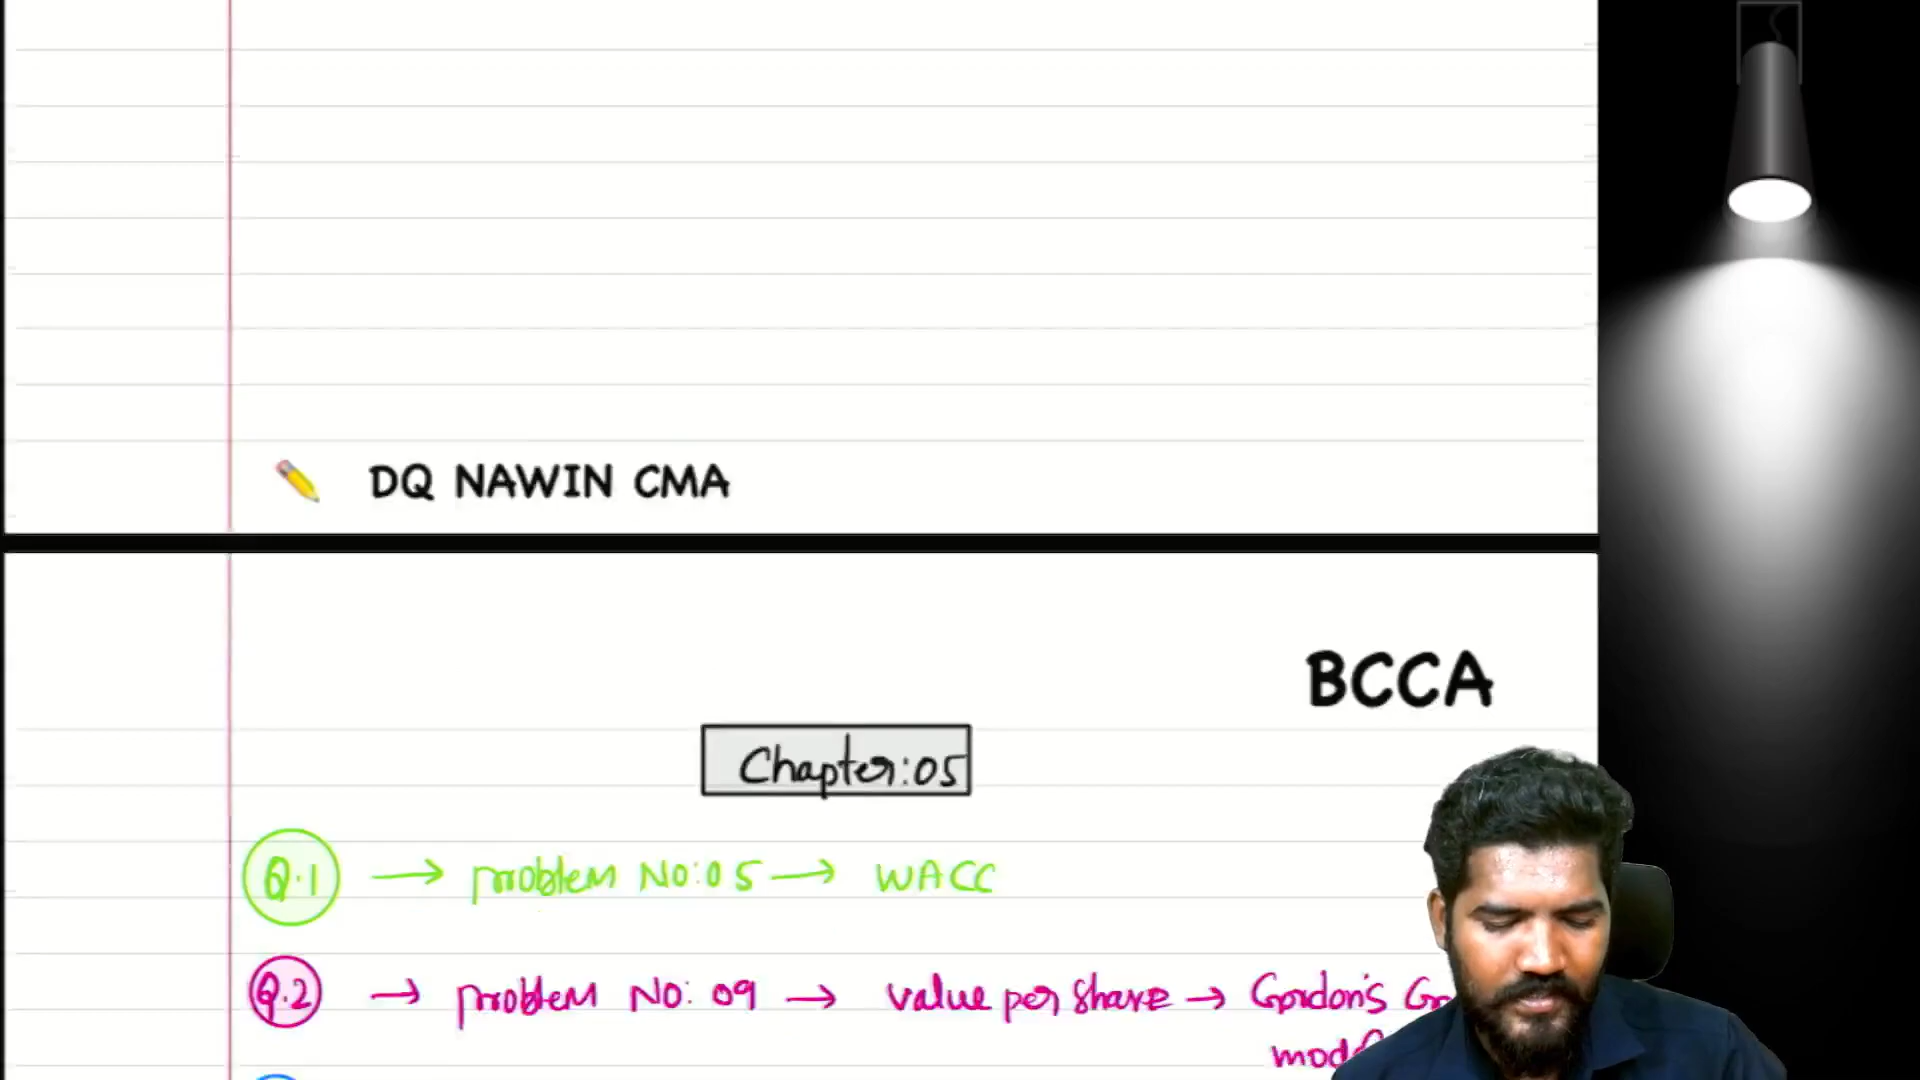 DQ NAWIN CMA
BCCA
Chapter:05
Q.1 → problem No:05 → WACC
Q.2 → problem No: 09 → value per share → Gordon's